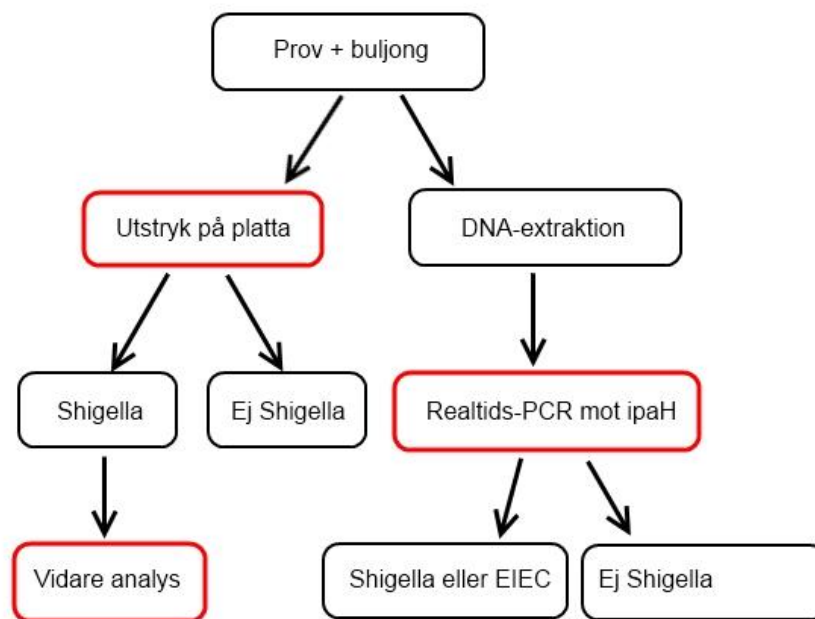 Prov + buljong
Utstryk på platta
DNA-extraktion
Shigella
Ej Shigella
Realtids-PCR mot ipaH
Vidare analys
Shigella eller EIEC
Ej Shigella